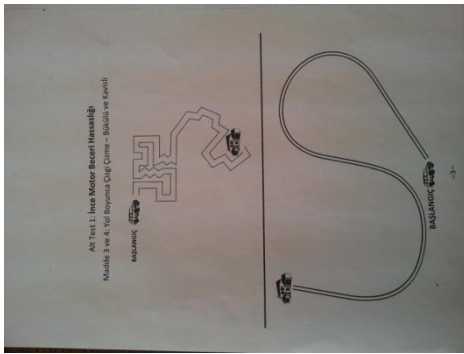 Alt Test 1: İnce Motor Beceri Hassaslığı
Madde 3 ve 4: Yol Boyunca Çizgi Çizme – Bükülü ve Kavisli
BAŞLANGIÇ
BAŞLANGIÇ
–3–